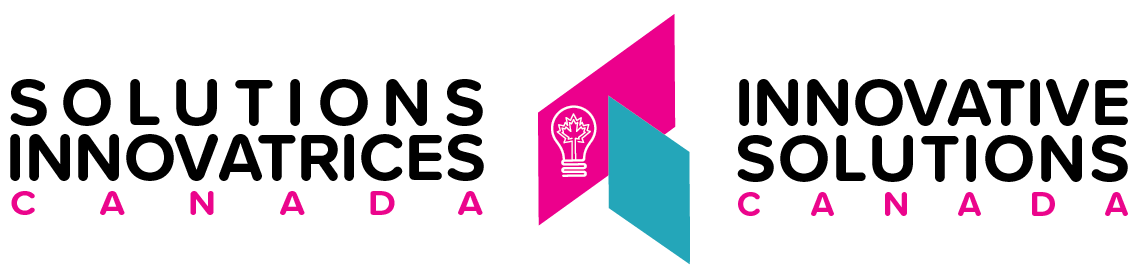 SOLUTIONS
INNOVATRICES
CANADA
INNOVATIVE
SOLUTIONS
CANADA